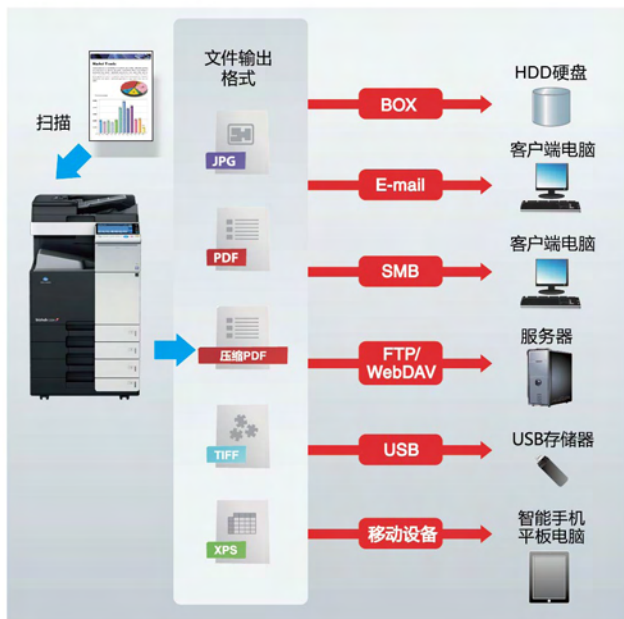 扫描
Market Trends
文件输出
格式
JPG
PDF
压缩PDF
TIFF
XPS
BOX
E-mail
SMB
FTP/
WebDAV
USB
移动设备
HDD硬盘
客户端电脑
客户端电脑
服务器
USB存储器
智能手机
平板电脑